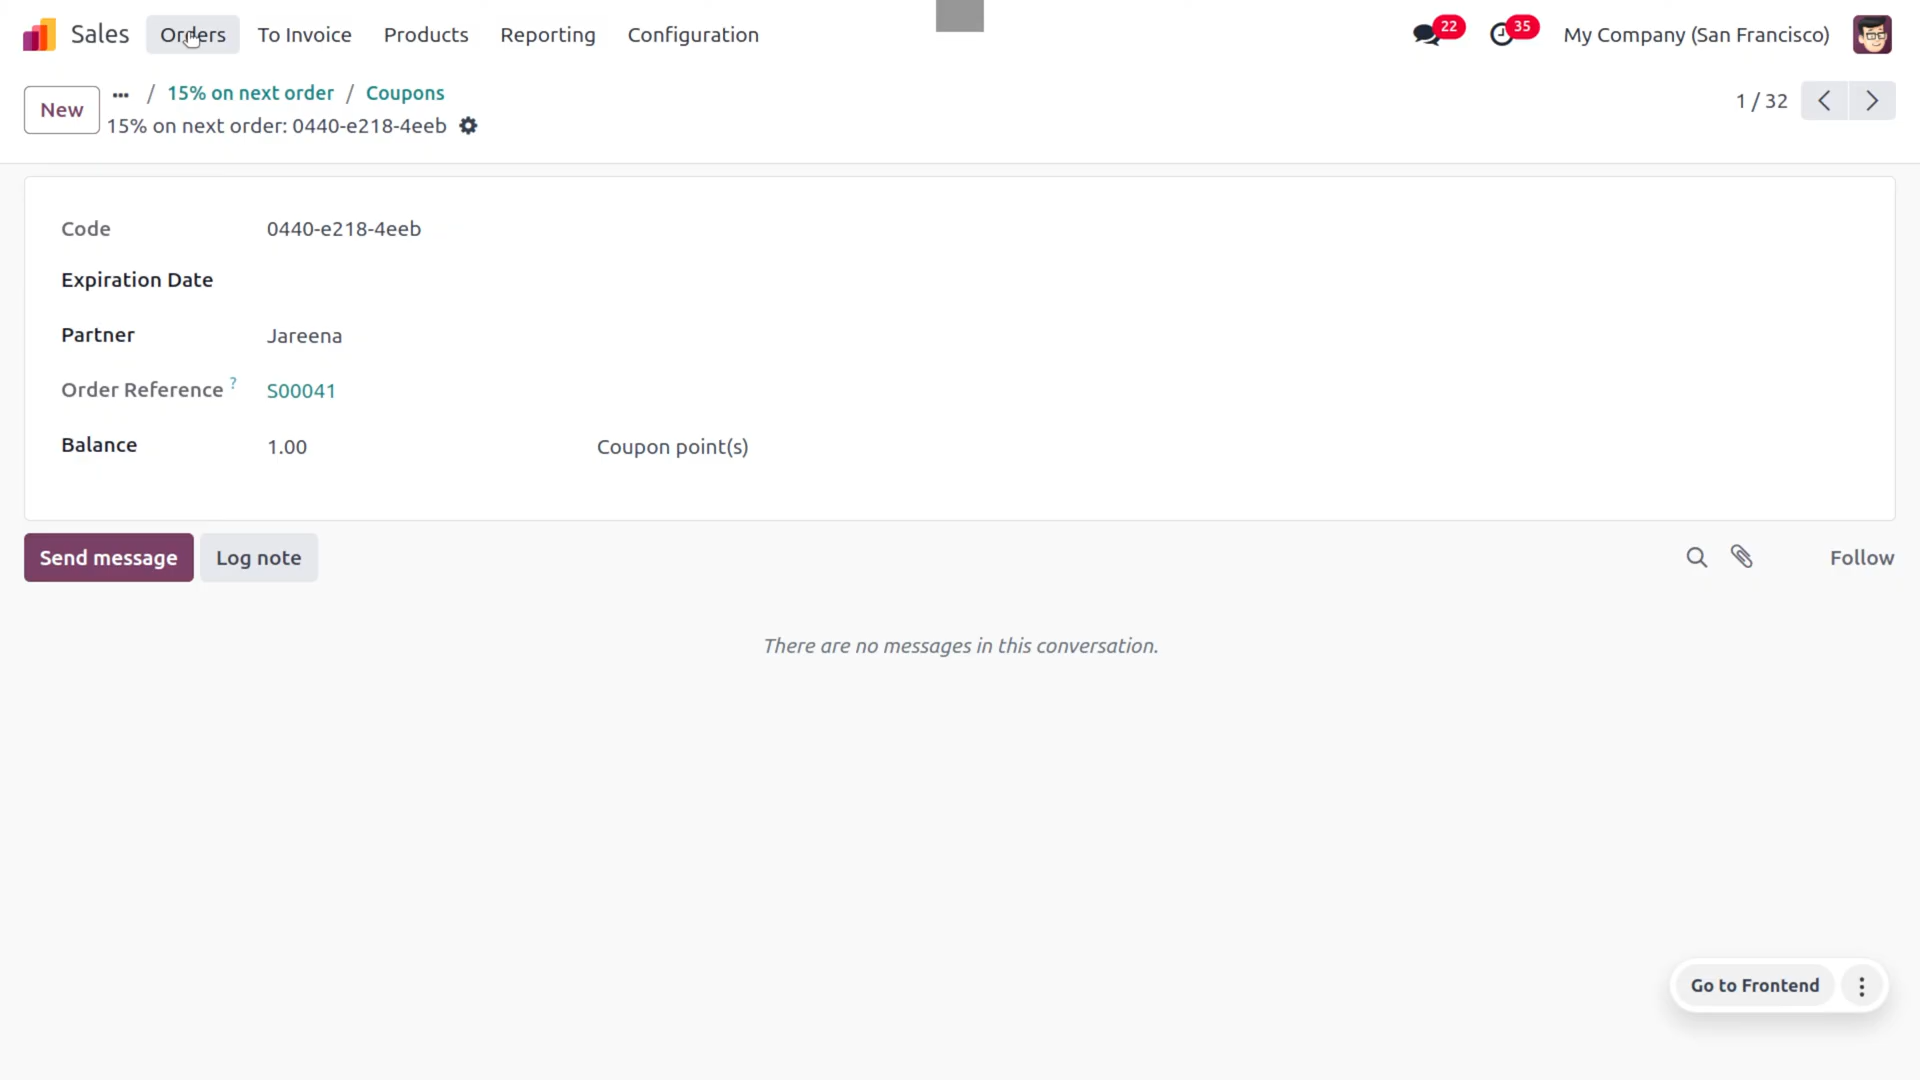 Sales Orders To Invoice Products Reporting Configuration 22 35 My Company (San Francisco)
New ... / 15% on next order / Coupons
15% on next order: 0440-e218-4eeb
1 / 32
Code 0440-e218-4eeb
Expiration Date
Partner Jareena
Order Reference ? S00041
Balance 1.00 Coupon point(s)
Send message Log note Follow
There are no messages in this conversation.
Go to Frontend